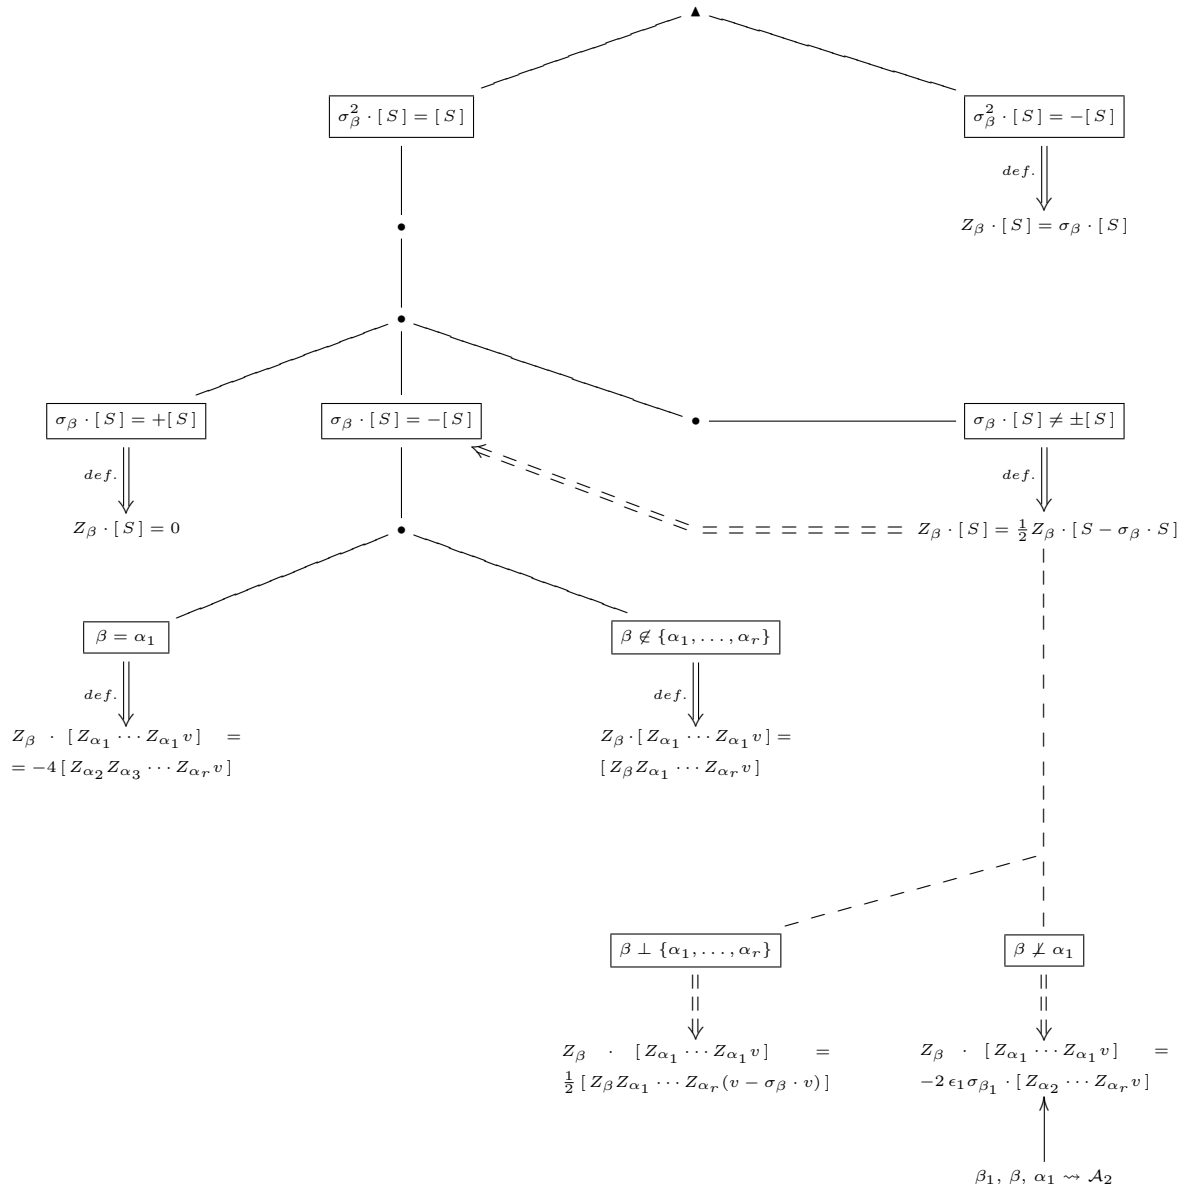 ▲
σ_β^2 · [ S ] = [ S ]
σ_β^2 · [ S ] = −[ S ]
def.
Z_β · [ S ] = σ_β · [ S ]
σ_β · [ S ] = +[ S ]
σ_β · [ S ] = −[ S ]
σ_β · [ S ] ≠ ±[ S ]
def.
def.
Z_β · [ S ] = 0
Z_β · [ S ] = 1/2 Z_β · [ S − σ_β · S ]
β = α_1
β ∉ {α_1, . . . , α_r}
def.
def.
Z_β · [ Z_{α_1} · · · Z_{α_1} v ] =
= −4 [ Z_{α_2} Z_{α_3} · · · Z_{α_r} v ]
Z_β · [ Z_{α_1} · · · Z_{α_1} v ] =
[ Z_β Z_{α_1} · · · Z_{α_r} v ]
β ⊥ {α_1, . . . , α_r}
β ⊥̸ α_1
Z_β · [ Z_{α_1} · · · Z_{α_1} v ] =
1/2 [ Z_β Z_{α_1} · · · Z_{α_r} (v − σ_β · v) ]
Z_β · [ Z_{α_1} · · · Z_{α_1} v ] =
−2 ϵ_1 σ_{β_1} · [ Z_{α_2} · · · Z_{α_r} v ]
β_1, β, α_1 ⇝ 𝒜_2